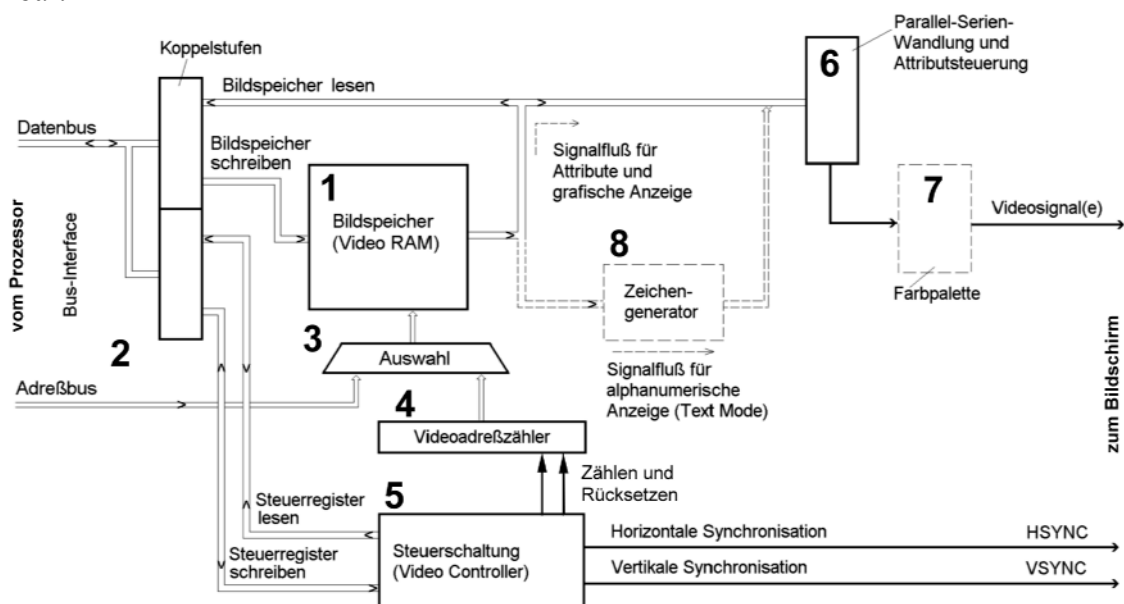 Koppelstufen
Parallel-Serien-
Wandlung und
Attributsteuerung
6
Bildspeicher lesen
Datenbus
Bildspeicher
schreiben
Signalfluß für
Attribute und
grafische Anzeige
1
Bildspeicher
(Video RAM)
7
Videosignal(e)
8
Zeichen-
generator
Farbpalette
vom Prozessor
Bus-Interface
2
3
Auswahl
Signalfluß für
alphanumerische
Anzeige (Text Mode)
Adreßbus
4
Videoadreßzähler
zum Bildschirm
Zählen und
Rücksetzen
5
Steuerregister
lesen
Steuerregister
schreiben
Steuerschaltung
(Video Controller)
Horizontale Synchronisation
HSYNC
Vertikale Synchronisation
VSYNC